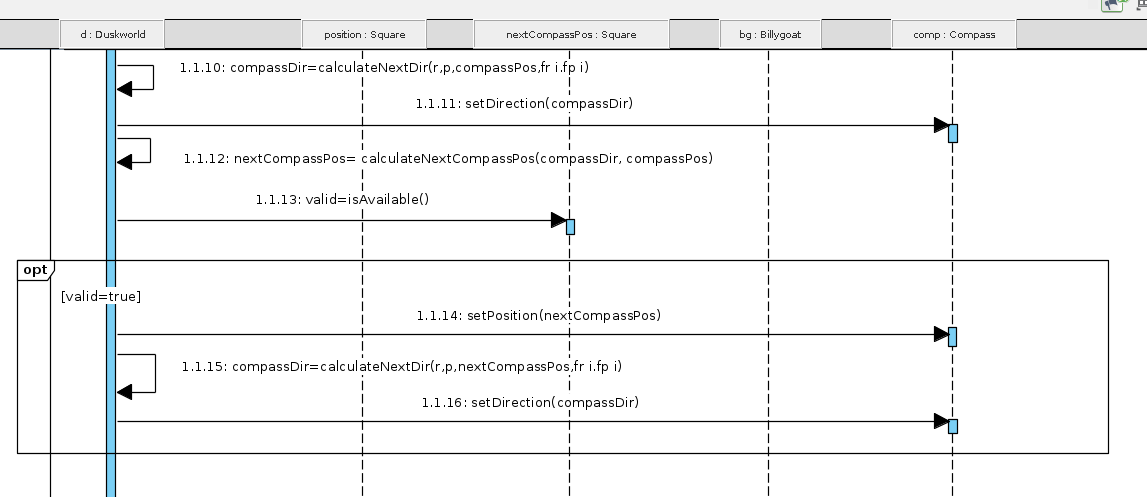 d : Duskworld
position : Square
nextCompassPos : Square
bg : Billygoat
comp : Compass
1.1.10: compassDir=calculateNextDir(r,p,compassPos,fr i.fp i)
1.1.11: setDirection(compassDir)
1.1.12: nextCompassPos= calculateNextCompassPos(compassDir, compassPos)
1.1.13: valid=isAvailable()
opt
[valid=true]
1.1.14: setPosition(nextCompassPos)
1.1.15: compassDir=calculateNextDir(r,p,nextCompassPos,fr i.fp i)
1.1.16: setDirection(compassDir)